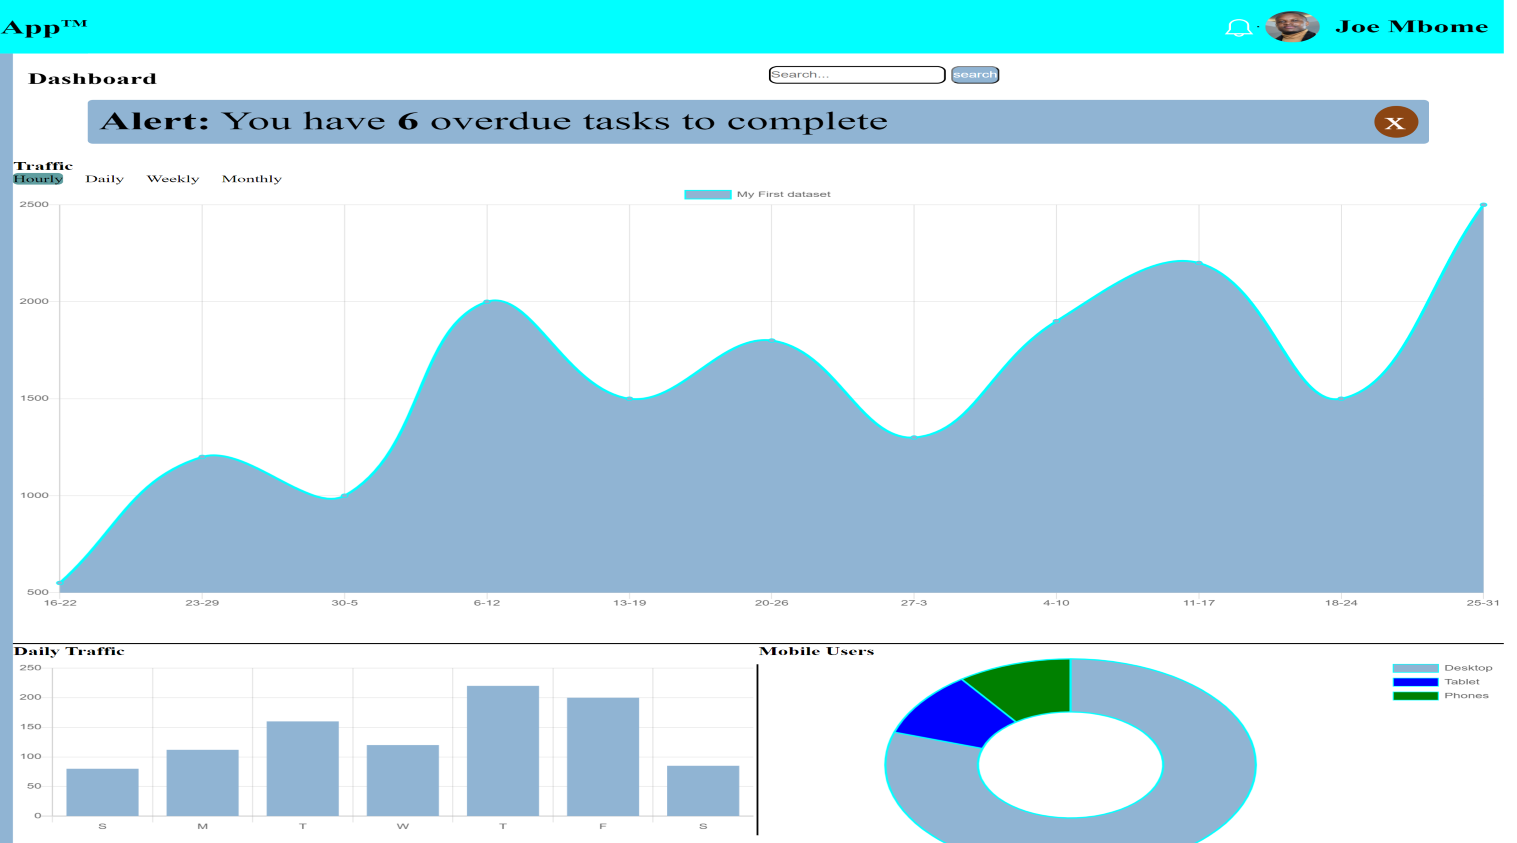 App™
Joe Mbome
Dashboard
Search...
search
Alert: You have 6 overdue tasks to complete
X
Traffic
Hourly Daily Weekly Monthly
My First dataset
2500
2000
1500
1000
500
16-22 23-29 30-5 6-12 13-19 20-26 27-3 4-10 11-17 18-24 25-31
Daily Traffic
250
200
150
100
50
0
S M T W T F S
Mobile Users
Desktop
Tablet
Phones